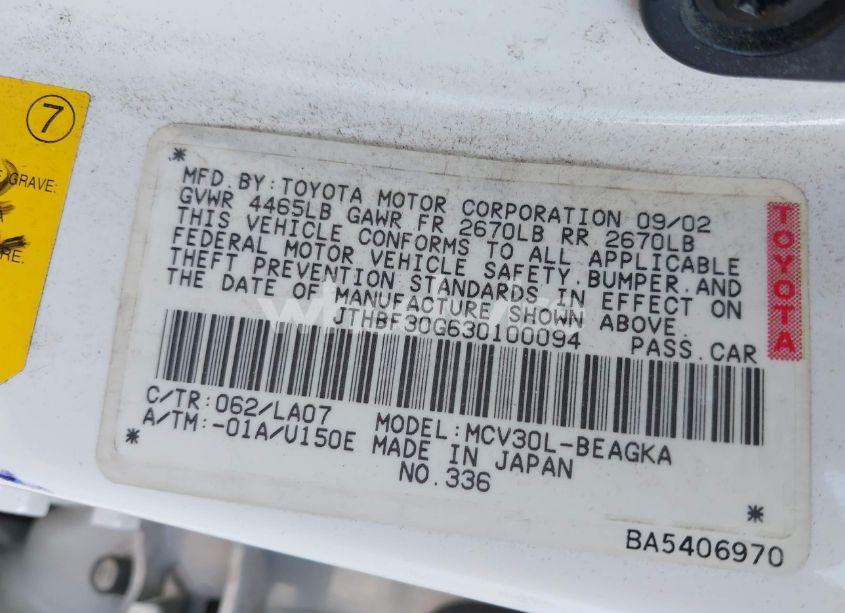 7
GRAVE.
RE.
MFD. BY: TOYOTA MOTOR CORPORATION 09/02
GVWR 4465LB GAWR FR 2670LB RR 2670LB
THIS VEHICLE CONFORMS TO ALL APPLICABLE
FEDERAL MOTOR VEHICLE SAFETY, BUMPER, AND
THEFT PREVENTION STANDARDS IN EFFECT ON
THE DATE OF MANUFACTURE SHOWN ABOVE.
JTHBF30G630100094 PASS. CAR
C/TR:062/LA07 MODEL:MCV30L-BEAGKA
A/TM:-01A/U150E MADE IN JAPAN
NO.336
TOYOTA
BA5406970